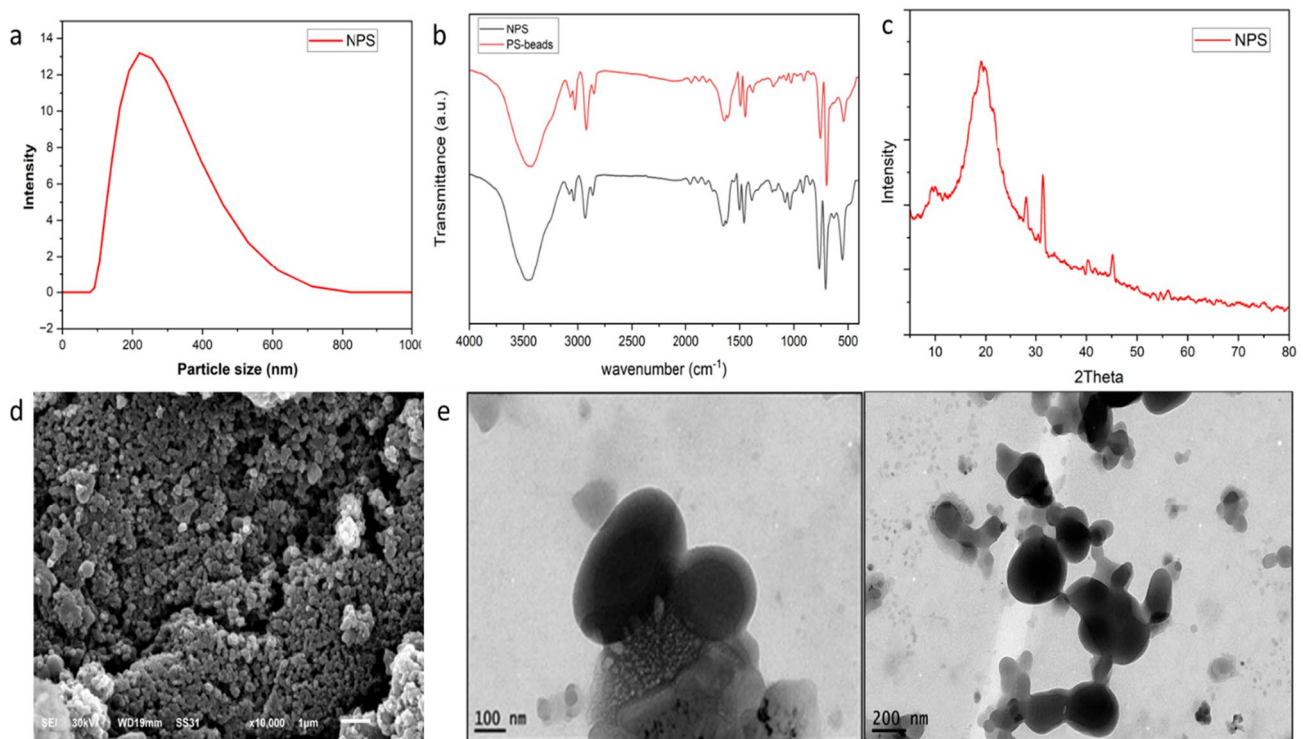 a
NPS
Intensity
14
12
10
8
6
4
2
0
−2
0 200 400 600 800 1000
Particle size (nm)
b
NPS
PS-beads
Transmittance (a.u.)
4000 3500 3000 2500 2000 1500 1000 500
wavenumber (cm⁻¹)
c
NPS
Intensity
10 20 30 40 50 60 70 80
2Theta
d
SEI 30kV WD19mm SS31 x10,000 1µm
e
100 nm
200 nm